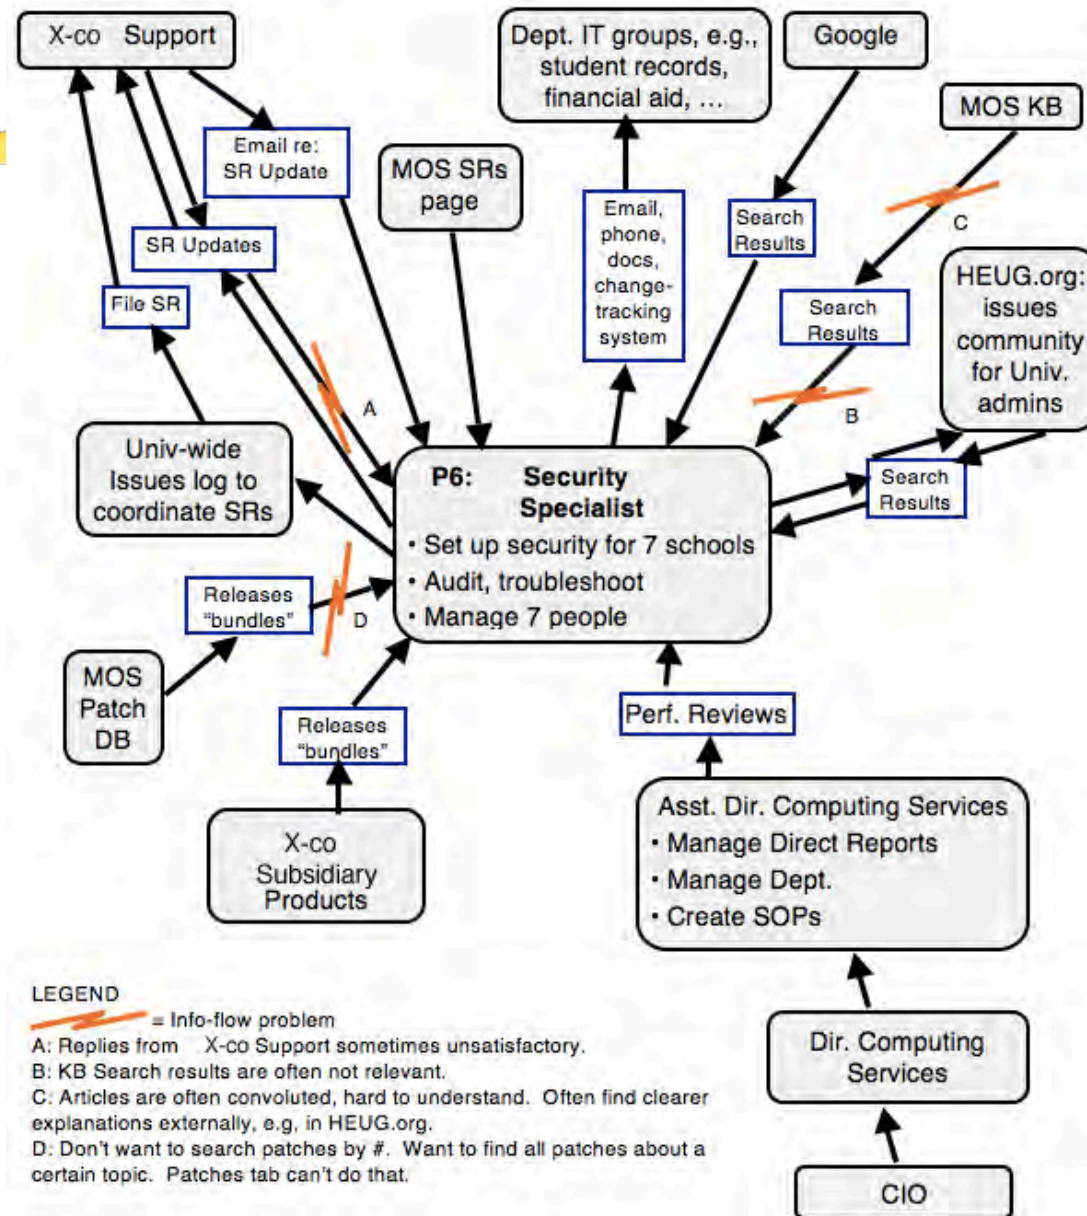 X-co Support
Dept. IT groups, e.g.,
student records,
financial aid, ...
Google
MOS KB
Email re:
SR Update
MOS SRs
page
Email,
phone,
docs,
change-
tracking
system
Search
Results
C
SR Updates
File SR
Search
Results
HEUG.org:
issues
community
for Univ.
admins
A
B
Univ-wide
Issues log to
coordinate SRs
P6: Security
Specialist
• Set up security for 7 schools
• Audit, troubleshoot
• Manage 7 people
Search
Results
Releases
“bundles”
D
MOS
Patch
DB
Releases
“bundles”
Perf. Reviews
X-co
Subsidiary
Products
Asst. Dir. Computing Services
• Manage Direct Reports
• Manage Dept.
• Create SOPs
Dir. Computing
Services
CIO
LEGEND
= Info-flow problem
A: Replies from X-co Support sometimes unsatisfactory.
B: KB Search results are often not relevant.
C: Articles are often convoluted, hard to understand. Often find clearer
explanations externally, e.g. in HEUG.org.
D: Don't want to search patches by #. Want to find all patches about a
certain topic. Patches tab can't do that.